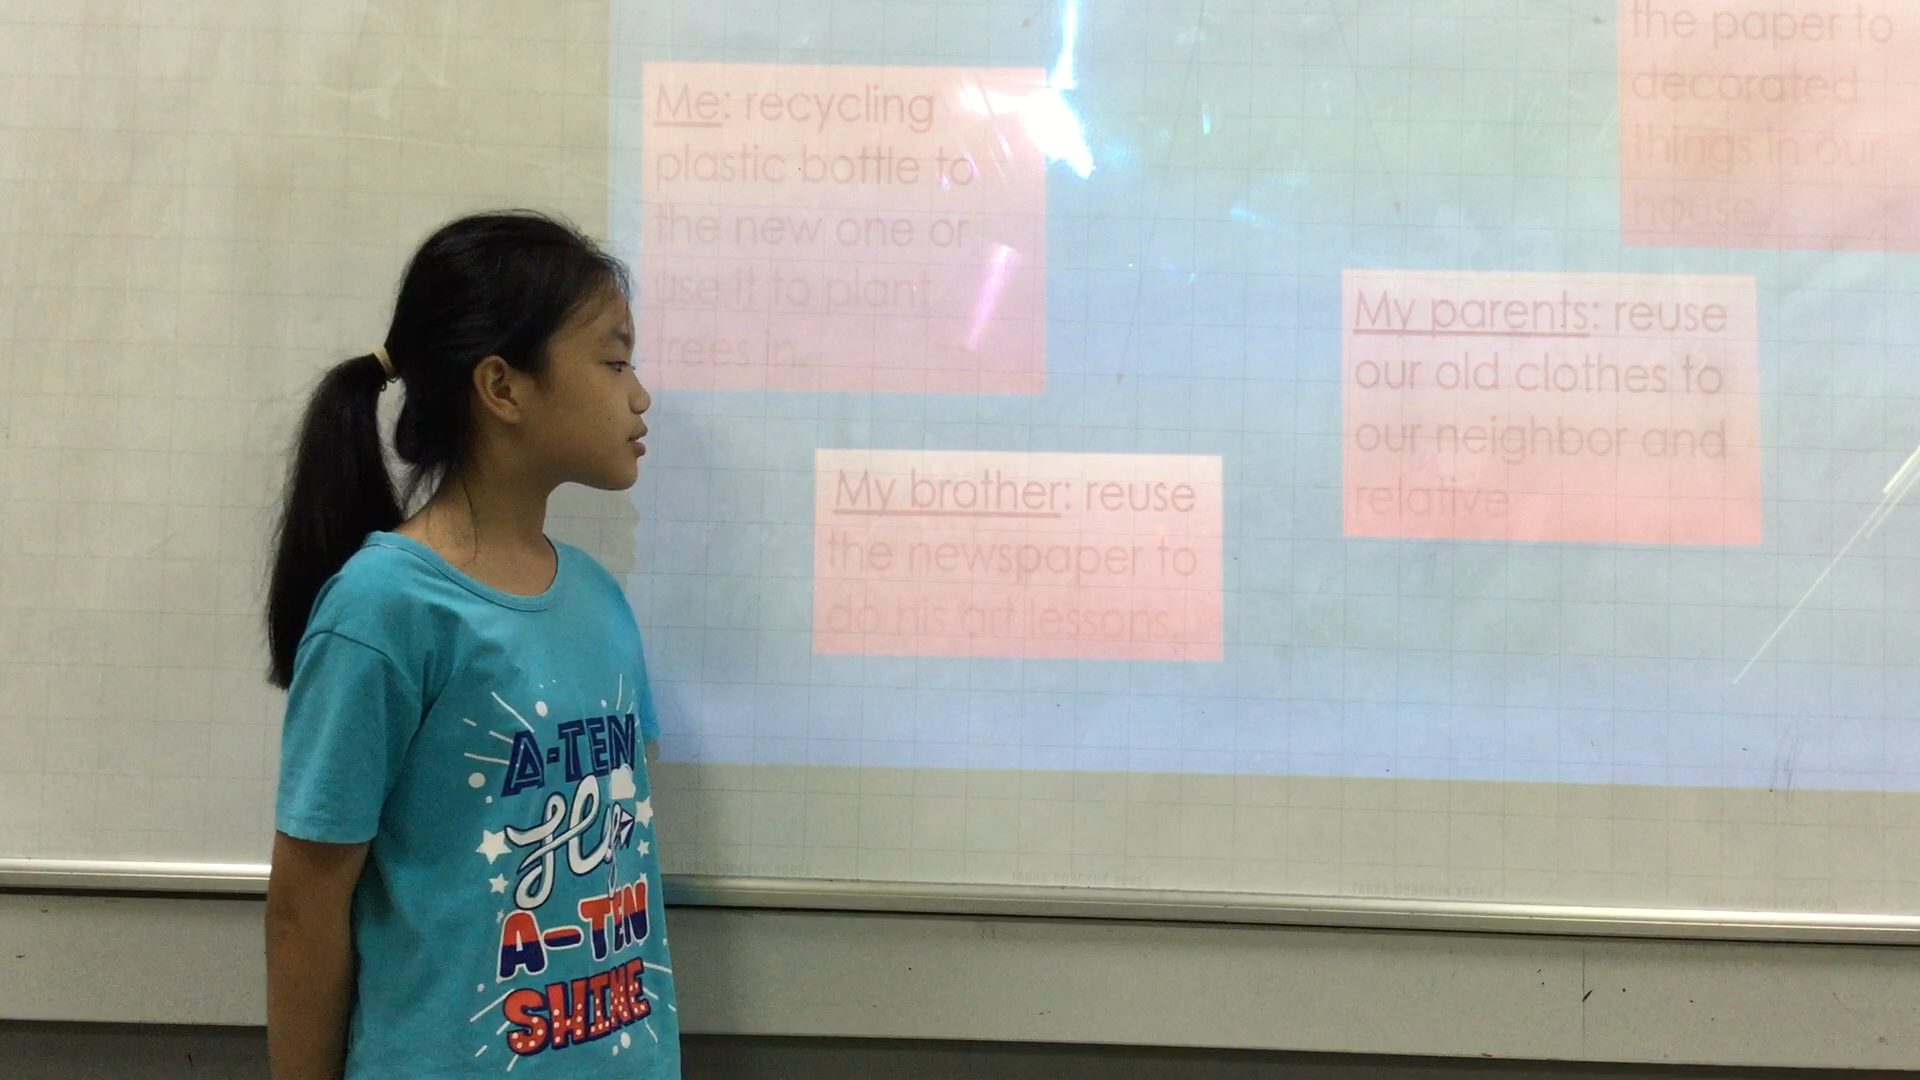 Me: recycling
plastic bottle to
the new one or
use it to plant
trees in.
My brother: reuse
the newspaper to
do his art lessons.
My parents: reuse
our old clothes to
our neighbor and
relative
the paper to
decorated
things in our
house
A-TEN
A-TEN
SHINE